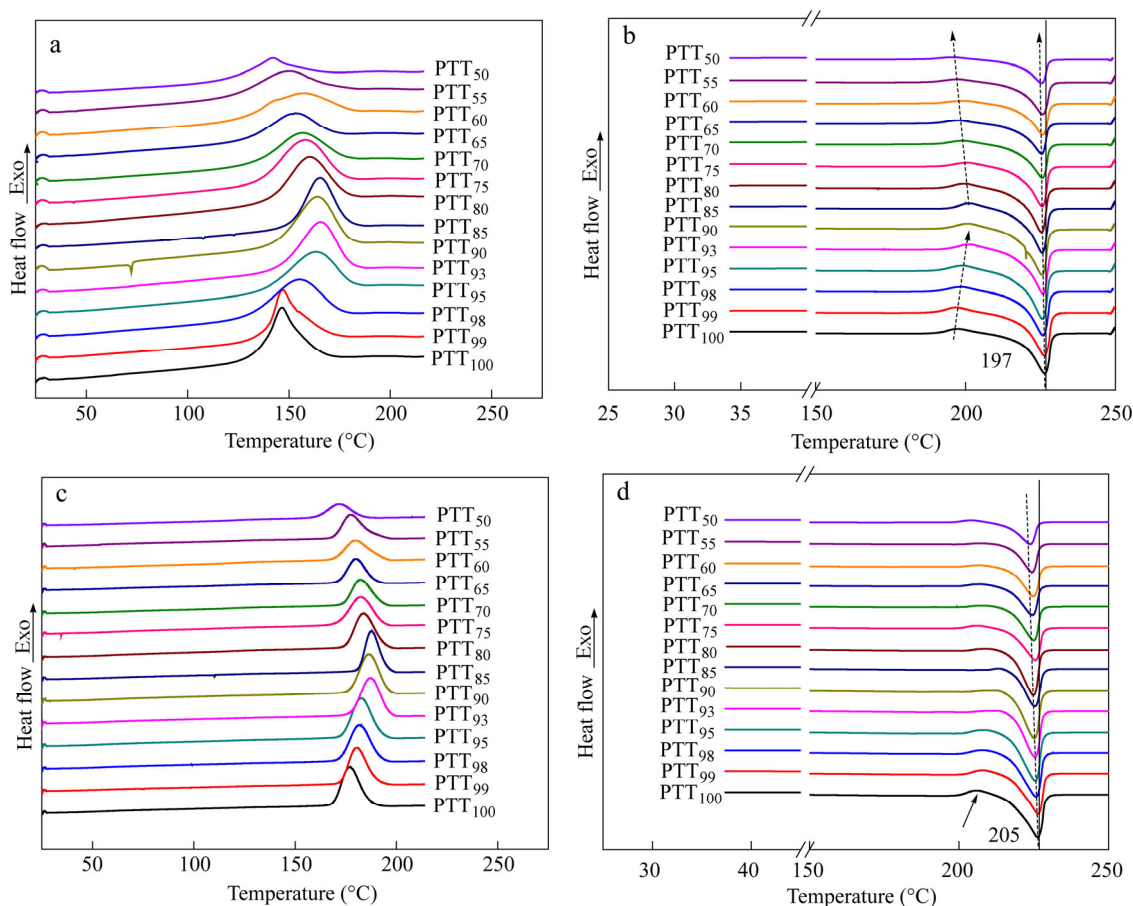 a
PTT50
PTT55
PTT60
PTT65
PTT70
PTT75
PTT80
PTT85
PTT90
PTT93
PTT95
PTT98
PTT99
PTT100
Heat flow Exo
50 100 150 200 250
Temperature (°C)
b
PTT50
PTT55
PTT60
PTT65
PTT70
PTT75
PTT80
PTT85
PTT90
PTT93
PTT95
PTT98
PTT99
PTT100
197
Heat flow Exo
25 30 35 150 200 250
Temperature (°C)
c
PTT50
PTT55
PTT60
PTT65
PTT70
PTT75
PTT80
PTT85
PTT90
PTT93
PTT95
PTT98
PTT99
PTT100
Heat flow Exo
50 100 150 200 250
Temperature (°C)
d
PTT50
PTT55
PTT60
PTT65
PTT70
PTT75
PTT80
PTT85
PTT90
PTT93
PTT95
PTT98
PTT99
PTT100
205
Heat flow Exo
30 40 150 200 250
Temperature (°C)